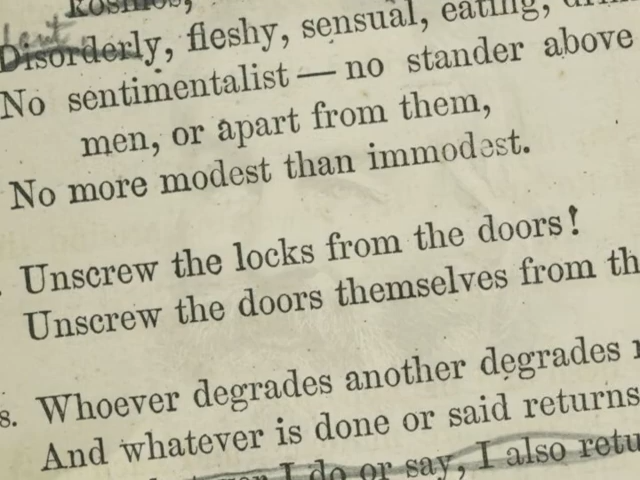 kosmos,
Disorderly, fleshy, sensual, eating,
No sentimentalist — no stander above
men, or apart from them,
No more modest than immodest.
Unscrew the locks from the doors!
Unscrew the doors themselves from th
s. Whoever degrades another degrades
And whatever is done or said returns
I do or say, I also retu